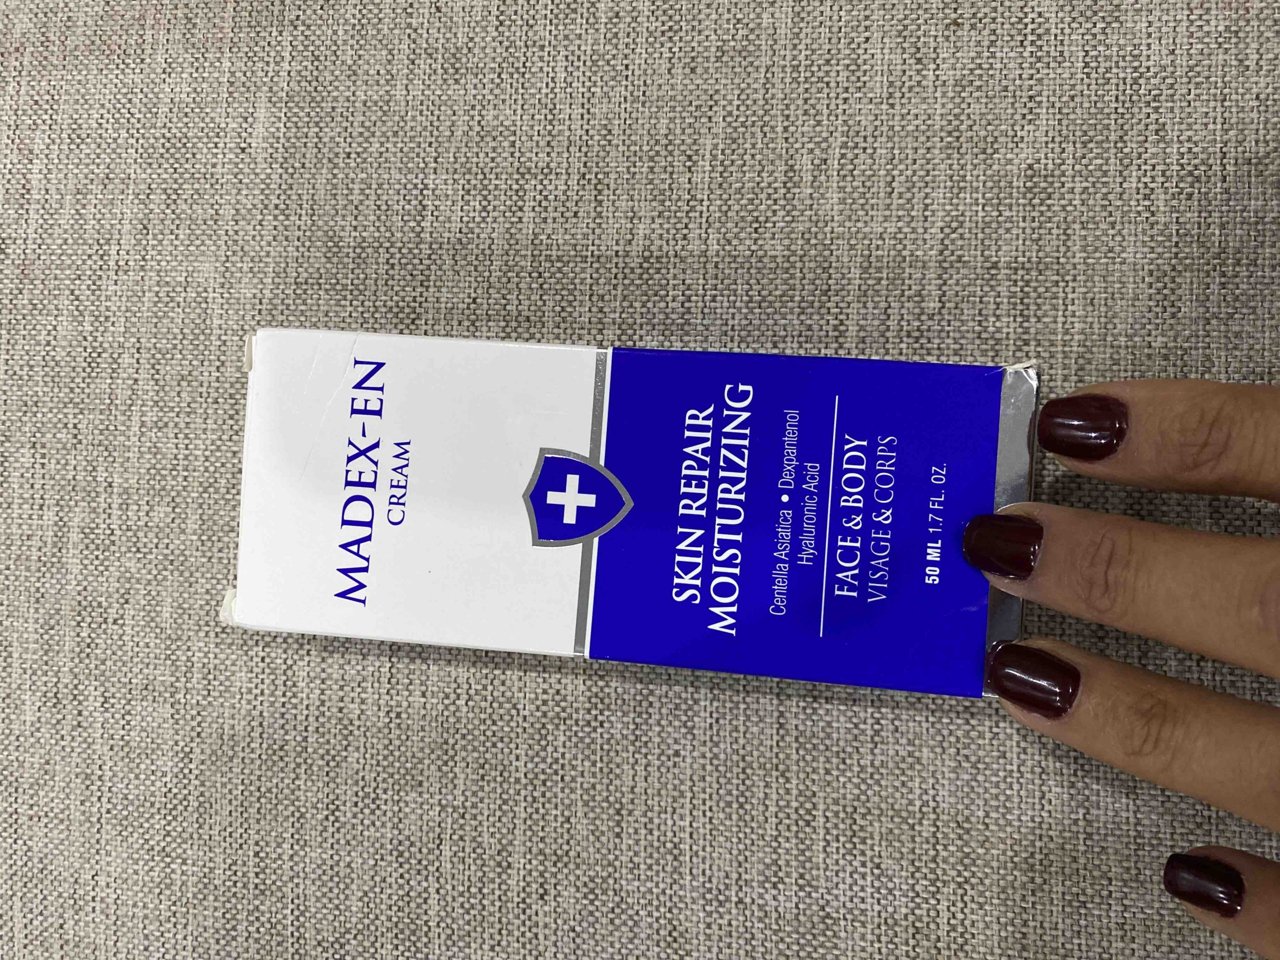 MADEX-EN
CREAM
SKIN REPAIR
MOISTURIZING
Centella Asiatica • Dexpantenol
Hyaluronic Acid
FACE & BODY
VISAGE & CORPS
50 ML 1.7 FL. OZ.